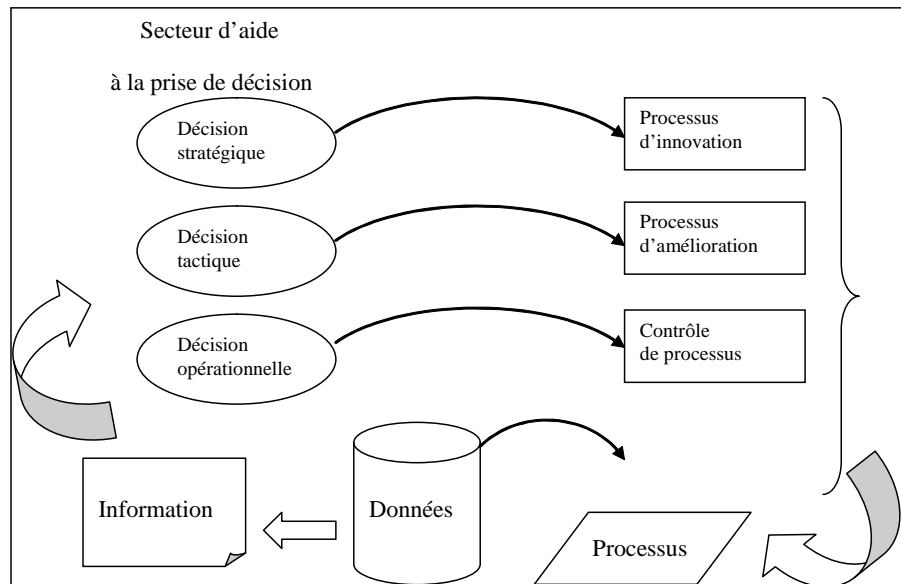 Secteur d'aide
à la prise de décision
Décision
stratégique
Processus
d'innovation
Décision
tactique
Processus
d'amélioration
Décision
opérationnelle
Contrôle
de processus
Information
Données
Processus